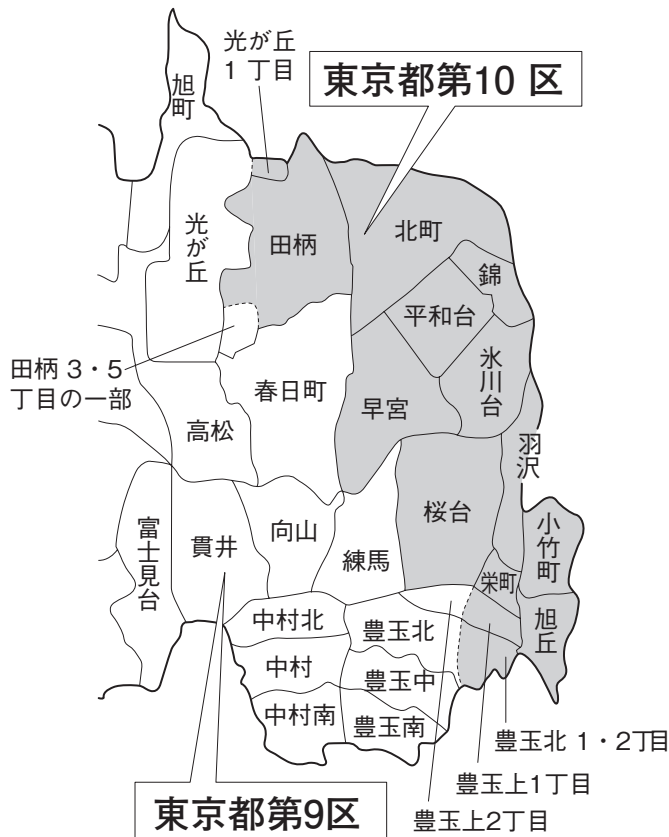 光が丘
1 丁目
東京都第10 区
旭町
光が丘
田柄
北町
錦
平和台
氷川台
田柄 3・5
丁目の一部
春日町
早宮
高松
羽沢
桜台
小竹町
富士見台
貫井
向山
練馬
栄町
旭丘
中村北
豊玉北
中村
豊玉中
中村南
豊玉南
豊玉北 1・2丁目
豊玉上1丁目
豊玉上2丁目
東京都第9区